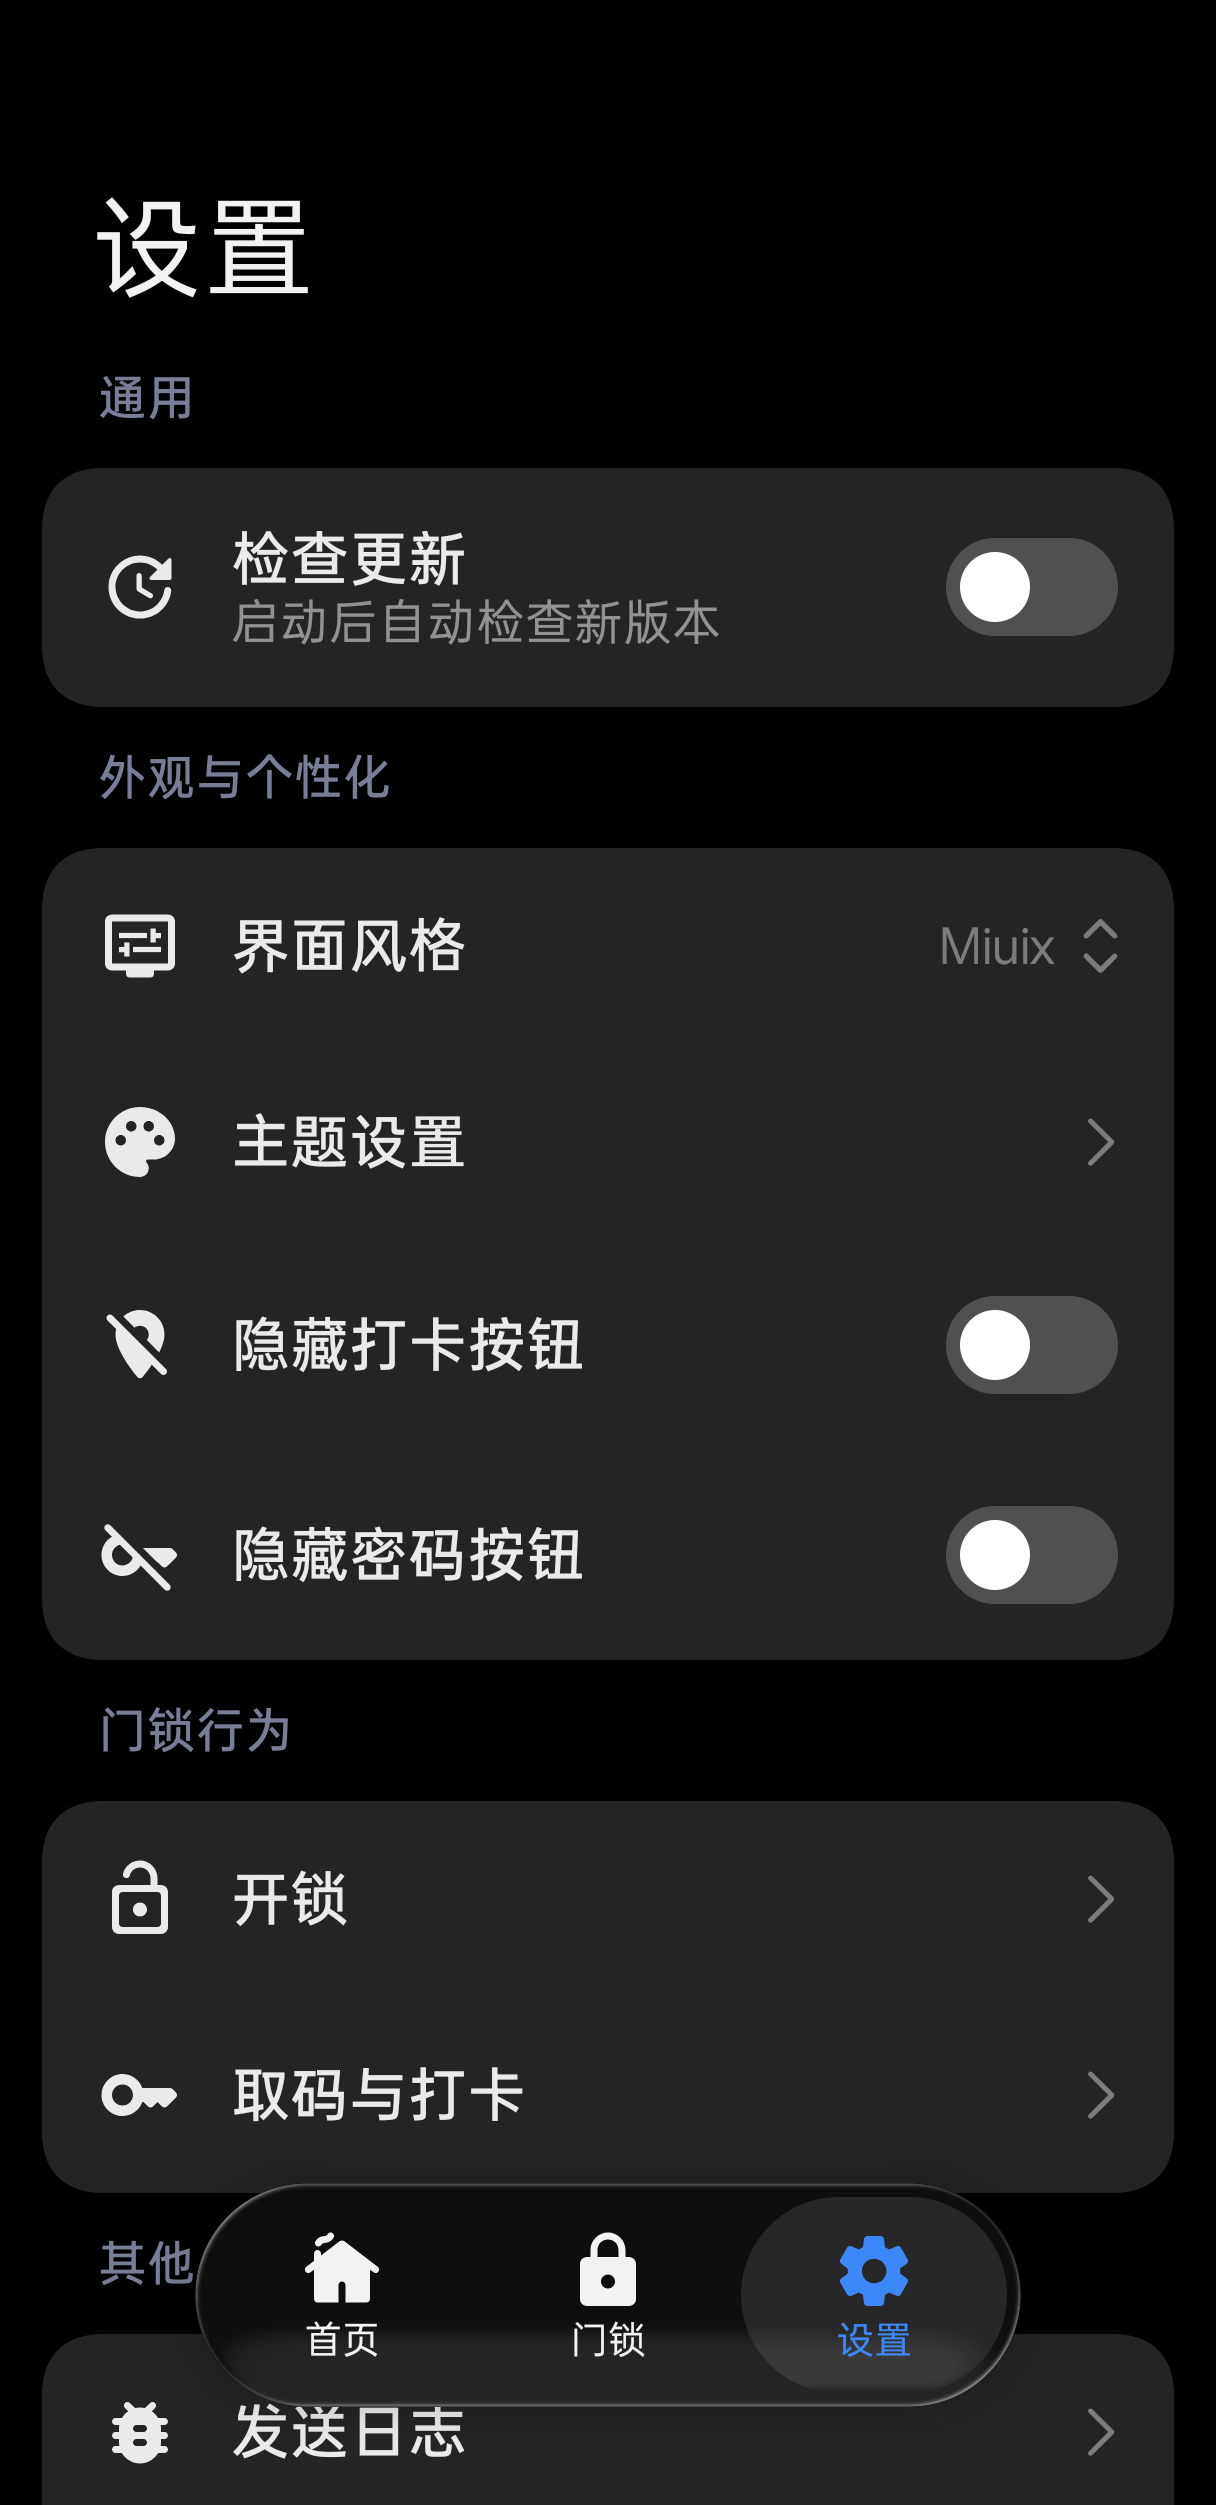 设置
通用
检查更新
启动后自动检查新版本
外观与个性化
界面风格
Miuix
主题设置
隐藏打卡按钮
隐藏密码按钮
门锁行为
开锁
取码与打卡
其他
首页
门锁
设置
发送日志